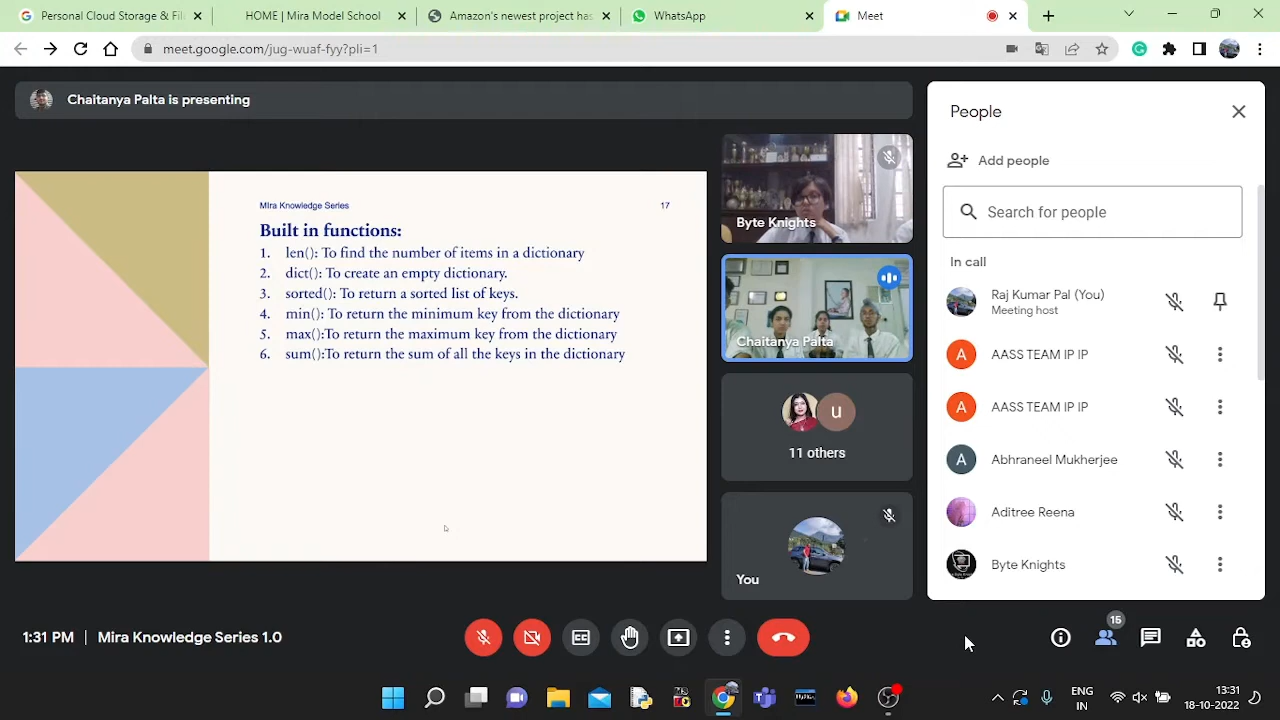 Personal Cloud Storage & Fil
HOME | Mira Model School
Amazon's newest project has
WhatsApp
Meet
meet.google.com/jug-wuaf-fyy?pli=1
Chaitanya Palta is presenting
MIra Knowledge Series
17
Built in functions:
1. len(): To find the number of items in a dictionary
2. dict(): To create an empty dictionary.
3. sorted(): To return a sorted list of keys.
4. min(): To return the minimum key from the dictionary
5. max():To return the maximum key from the dictionary
6. sum():To return the sum of all the keys in the dictionary
Byte Knights
Chaitanya Palta
u
11 others
You
People
Add people
Search for people
In call
Raj Kumar Pal (You)
Meeting host
A AASS TEAM IP IP
A AASS TEAM IP IP
A Abhraneel Mukherjee
Aditree Reena
Byte Knights
1:31 PM | Mira Knowledge Series 1.0
CC
15
ENG
IN
13:31
18-10-2022